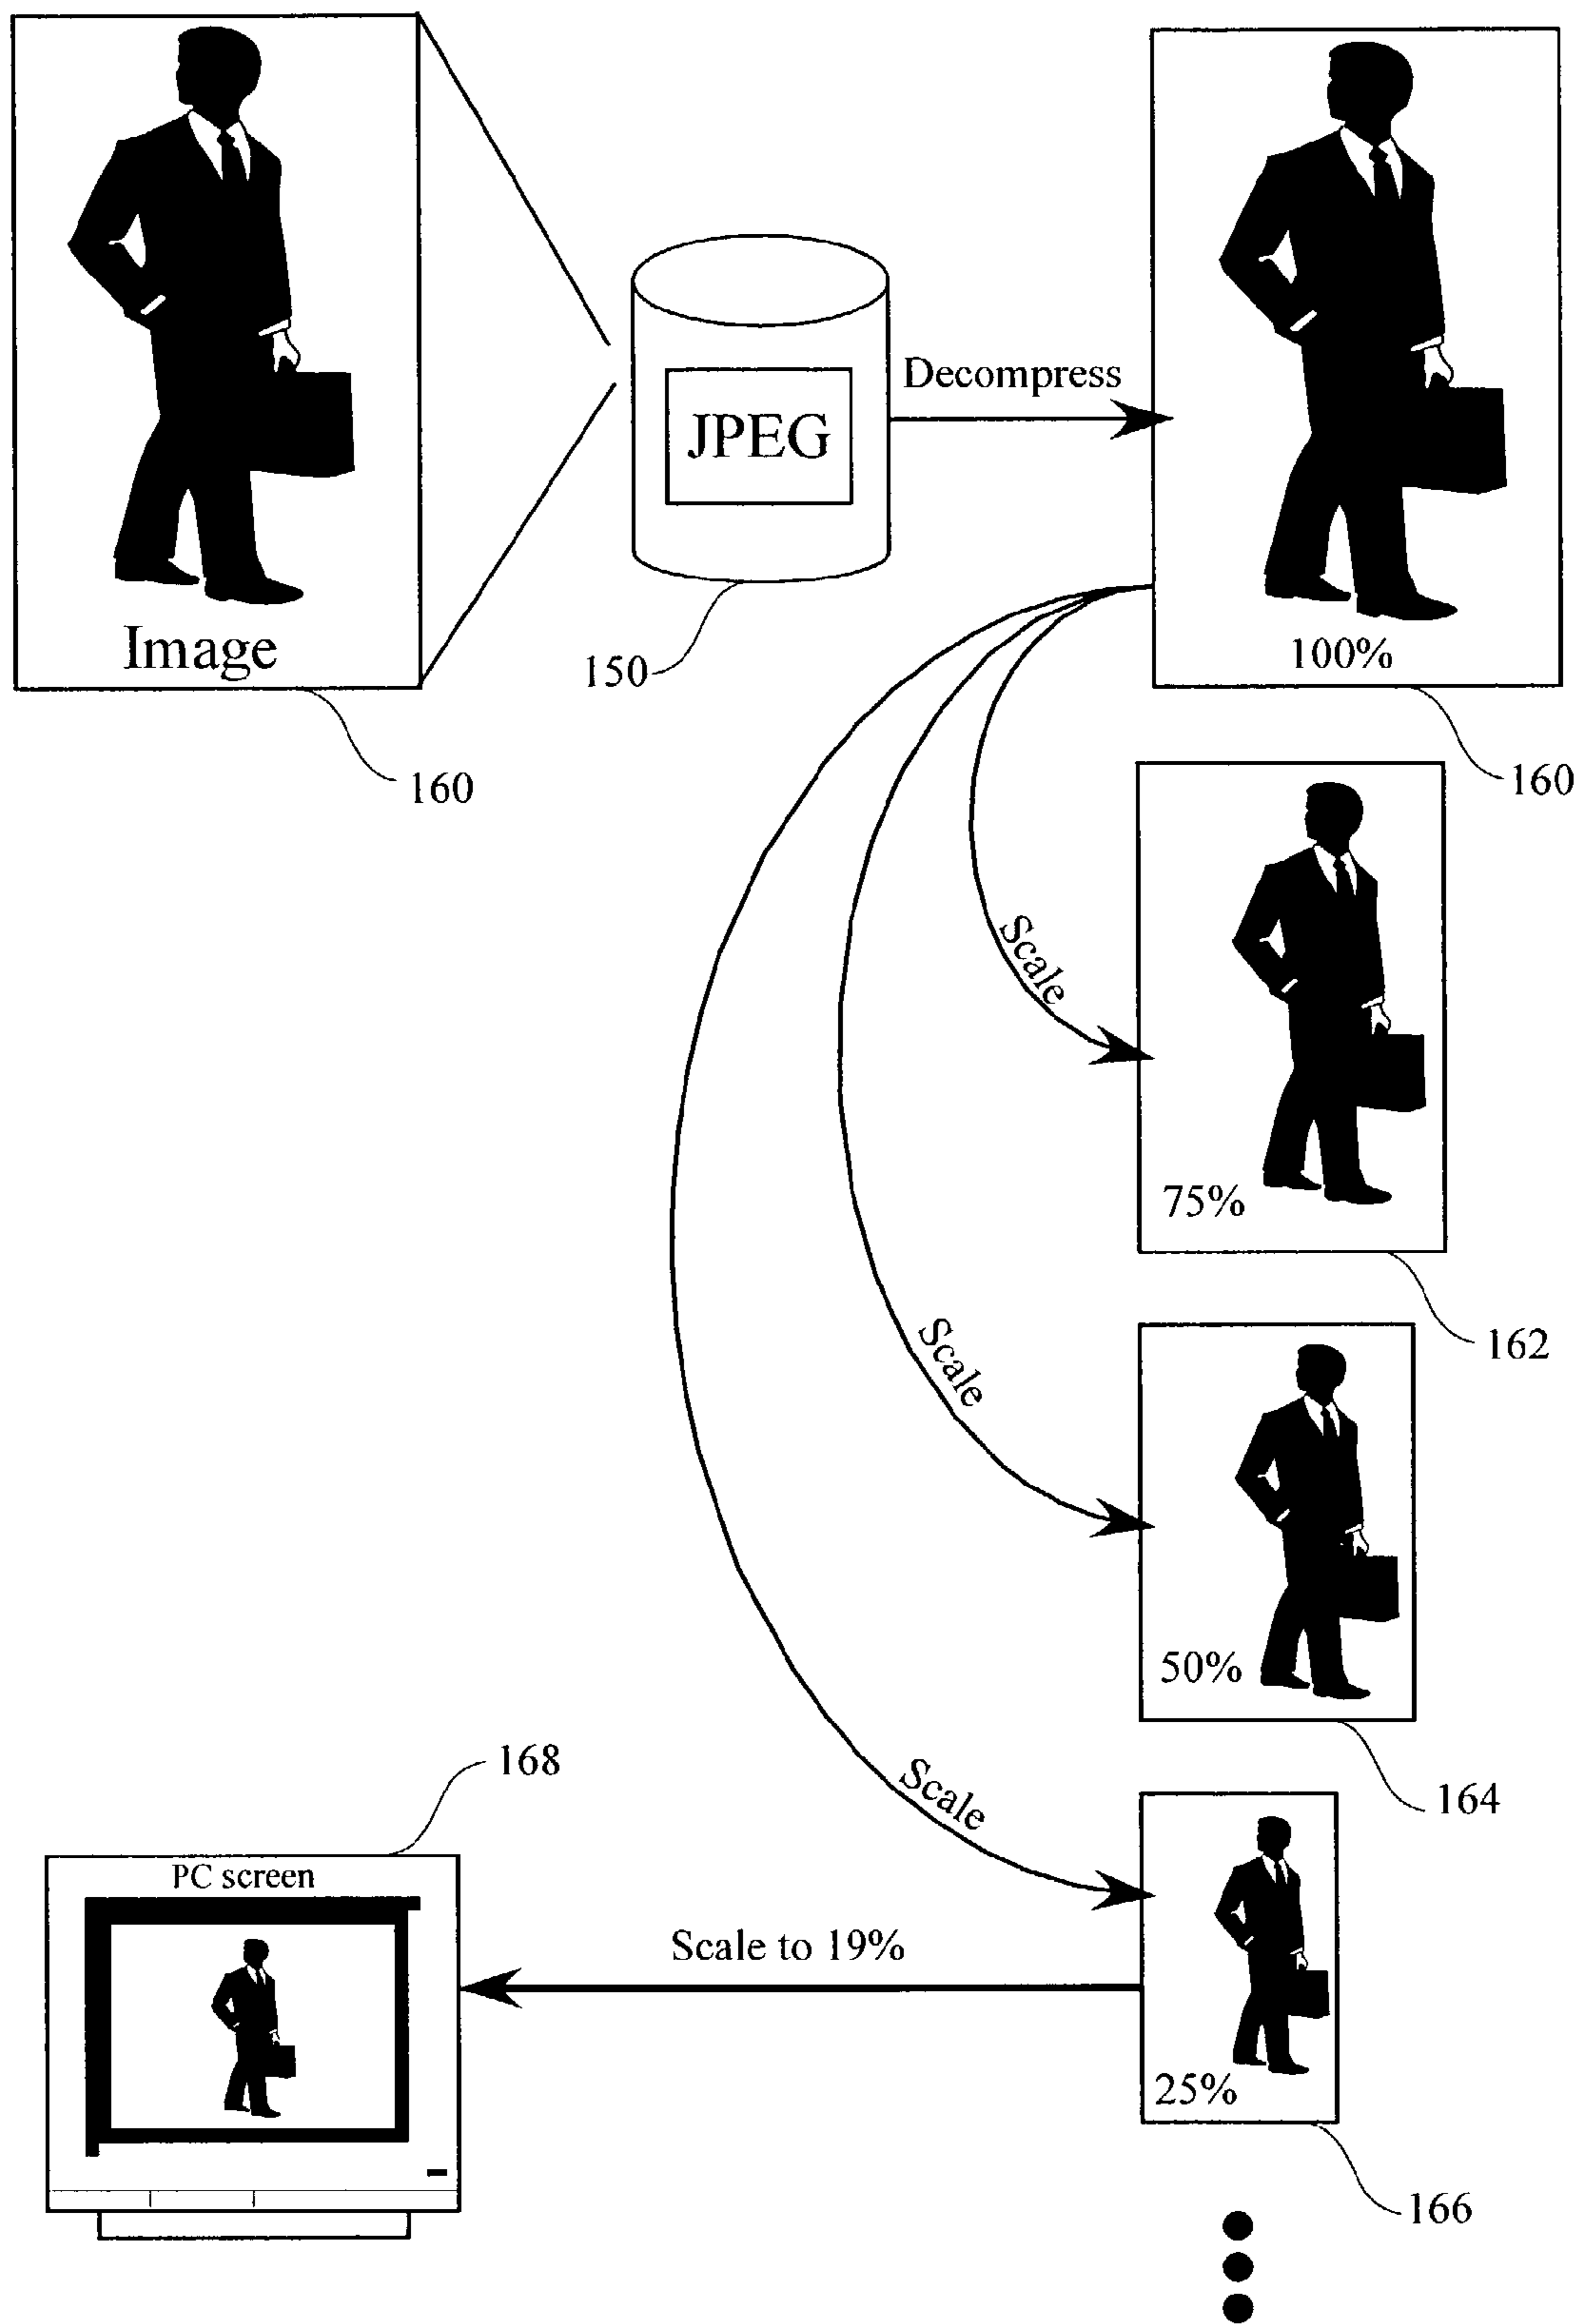 Image
160
JPEG
150
Decompress
100%
160
Scale
75%
162
Scale
50%
164
Scale
25%
166
Scale to 19%
168
PC screen